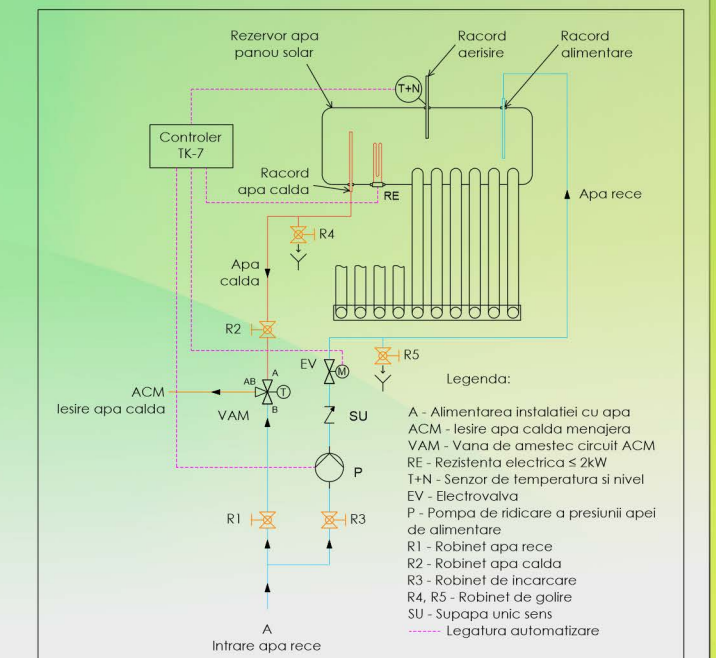 Rezervor apa
panou solar
Racord
aerisire
Racord
alimentare
T+N
Controler
TK-7
Racord
apa calda
RE
Apa rece
R4
Apa
calda
R2
R5
EV
M
A
AB
T
B
ACM
Iesire apa calda
VAM
SU
P
R1
R3
A
Intrare apa rece
Legenda:
A - Alimentarea instalatiei cu apa
ACM - Iesire apa calda menajera
VAM - Vana de amestec circuit ACM
RE - Rezistenta electrica ≤ 2kW
T+N - Senzor de temperatura si nivel
EV - Electrovalva
P - Pompa de ridicare a presiunii apei
de alimentare
R1 - Robinet apa rece
R2 - Robinet apa calda
R3 - Robinet de incarcare
R4, R5 - Robinet de golire
SU - Supapa unic sens
------ Legatura automatizare